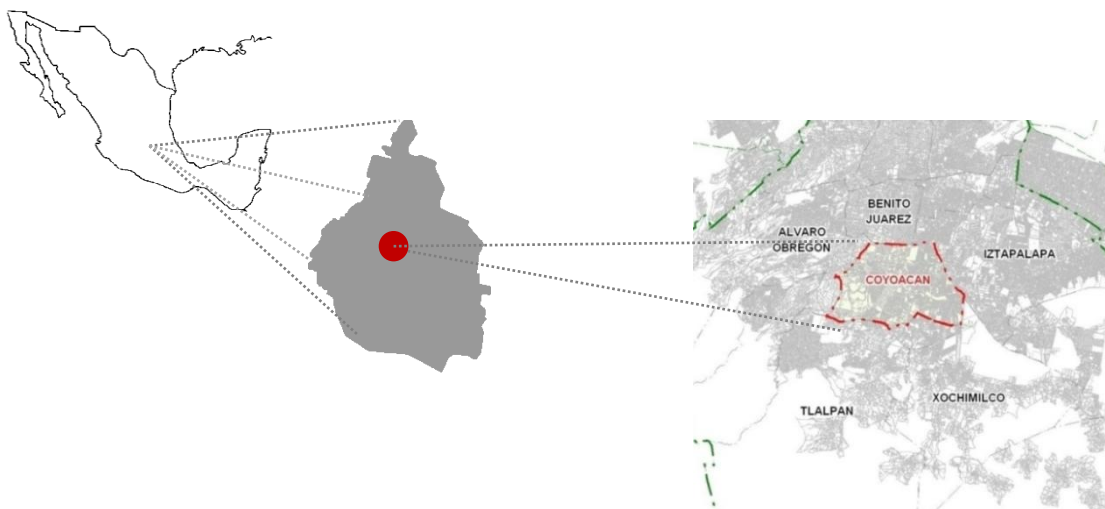 BENITO
JUAREZ
ALVARO
OBREGON
IZTAPALAPA
COYOACAN
XOCHIMILCO
TLALPAN